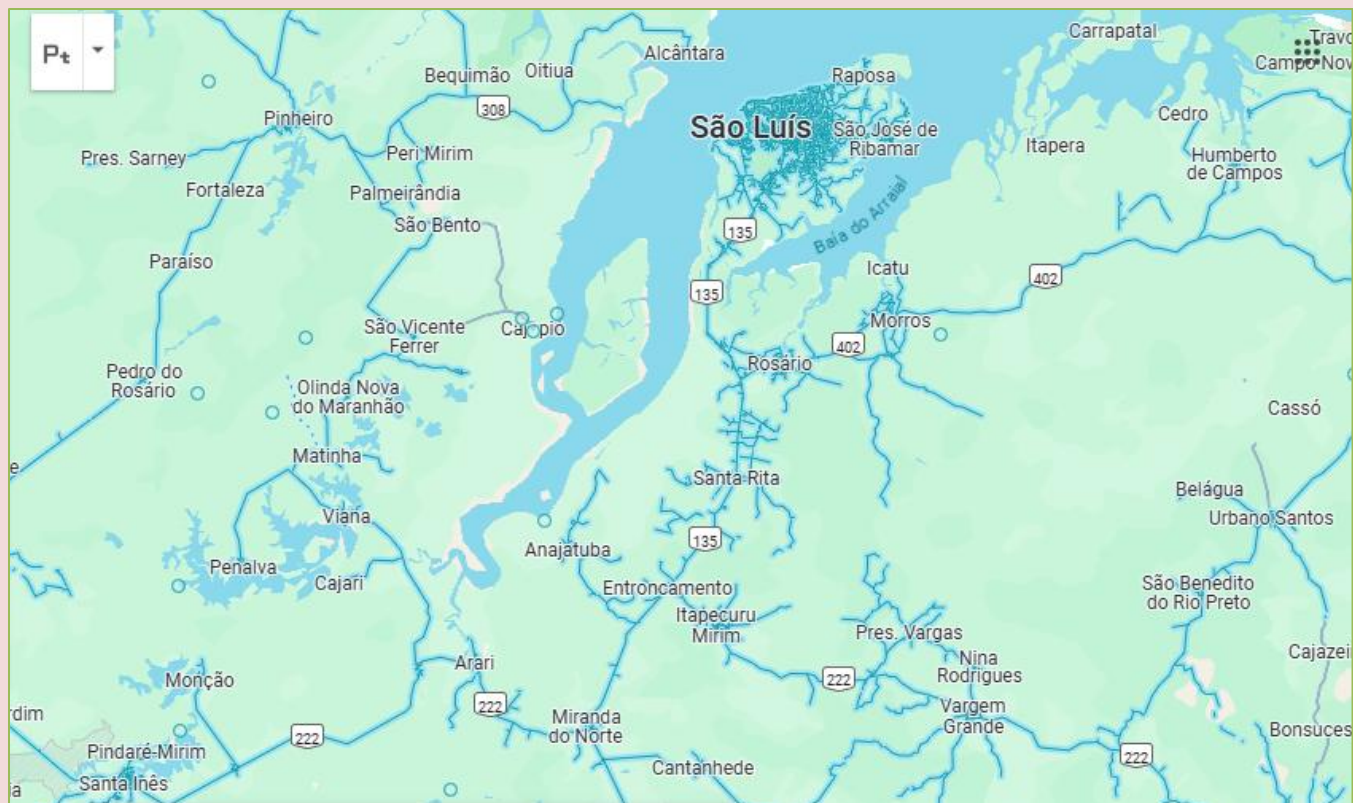 Pt
Alcântara
Carrapatal
Travo
Campo Nov
Bequimão
Oitiua
Raposa
308
Pinheiro
São Luís
São José de
Ribamar
Cedro
Pres. Sarney
Peri Mirim
Itapera
Humberto
de Campos
Fortaleza
Palmeirândia
São Bento
135
Baía do Arraial
Paraíso
Icatu
402
135
São Vicente
Ferrer
Morros
402
Pedro do
Rosário
Rosário
Olinda Nova
do Maranhão
Cassó
e
Matinha
Santa Rita
Belágua
Viana
Urbano Santos
135
Anajatuba
Penalva
Cajari
Entroncamento
São Benedito
do Rio Preto
Itapecuru
Mirim
Pres. Vargas
Cajazei
Arari
Nina
Rodrigues
Monção
222
222
Vargem
Grande
rdim
Miranda
do Norte
222
Bonsuces
Pindaré-Mirim
222
Cantanhede
Santa Inês
ia